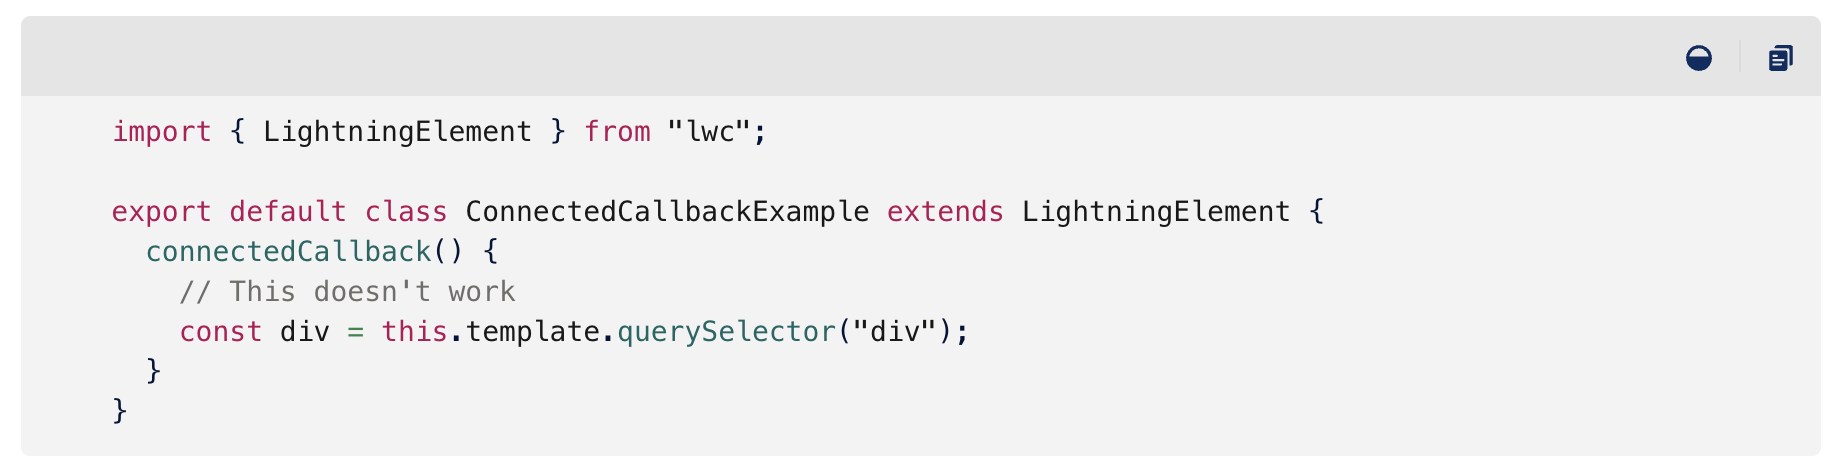 import { LightningElement } from "lwc";
export default class ConnectedCallbackExample extends LightningElement {
connectedCallback() {
// This doesn't work
const div = this.template.querySelector("div");
}
}